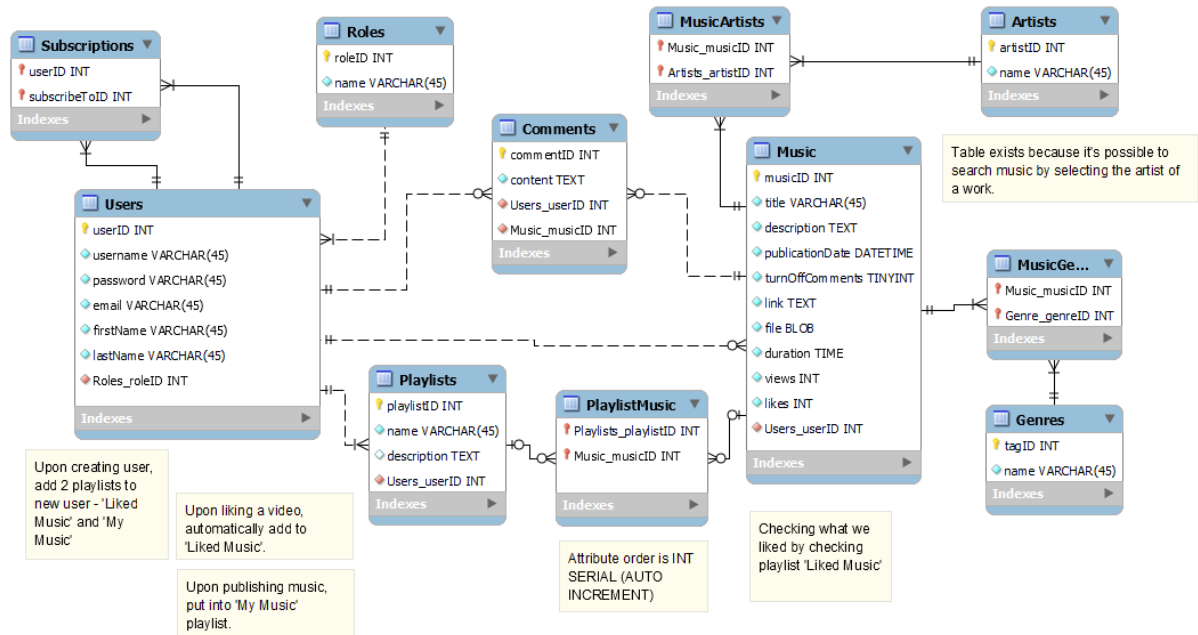 Subscriptions
userID INT
subscribeToID INT
Indexes
Roles
roleID INT
name VARCHAR(45)
Indexes
MusicArtists
Music_musicID INT
Artists_artistID INT
Indexes
Artists
artistID INT
name VARCHAR(45)
Indexes
Table exists because it's possible to
search music by selecting the artist of
a work.
Comments
commentID INT
content TEXT
Users_userID INT
Music_musicID INT
Indexes
Music
musicID INT
title VARCHAR(45)
description TEXT
publicationDate DATETIME
turnOffComments TINYINT
link TEXT
file BLOB
duration TIME
views INT
likes INT
Users_userID INT
Indexes
Users
userID INT
username VARCHAR(45)
password VARCHAR(45)
email VARCHAR(45)
firstName VARCHAR(45)
lastName VARCHAR(45)
Roles_roleID INT
Indexes
MusicGe...
Music_musicID INT
Genre_genreID INT
Indexes
Playlists
playlistID INT
name VARCHAR(45)
description TEXT
Users_userID INT
Indexes
PlaylistMusic
Playlists_playlistID INT
Music_musicID INT
Indexes
Genres
tagID INT
name VARCHAR(45)
Indexes
Upon creating user,
add 2 playlists to
new user - 'Liked
Music' and 'My
Music'
Upon liking a video,
automatically add to
'Liked Music'.
Upon publishing music,
put into 'My Music'
playlist.
Attribute order is INT
SERIAL (AUTO
INCREMENT)
Checking what we
liked by checking
playlist 'Liked Music'